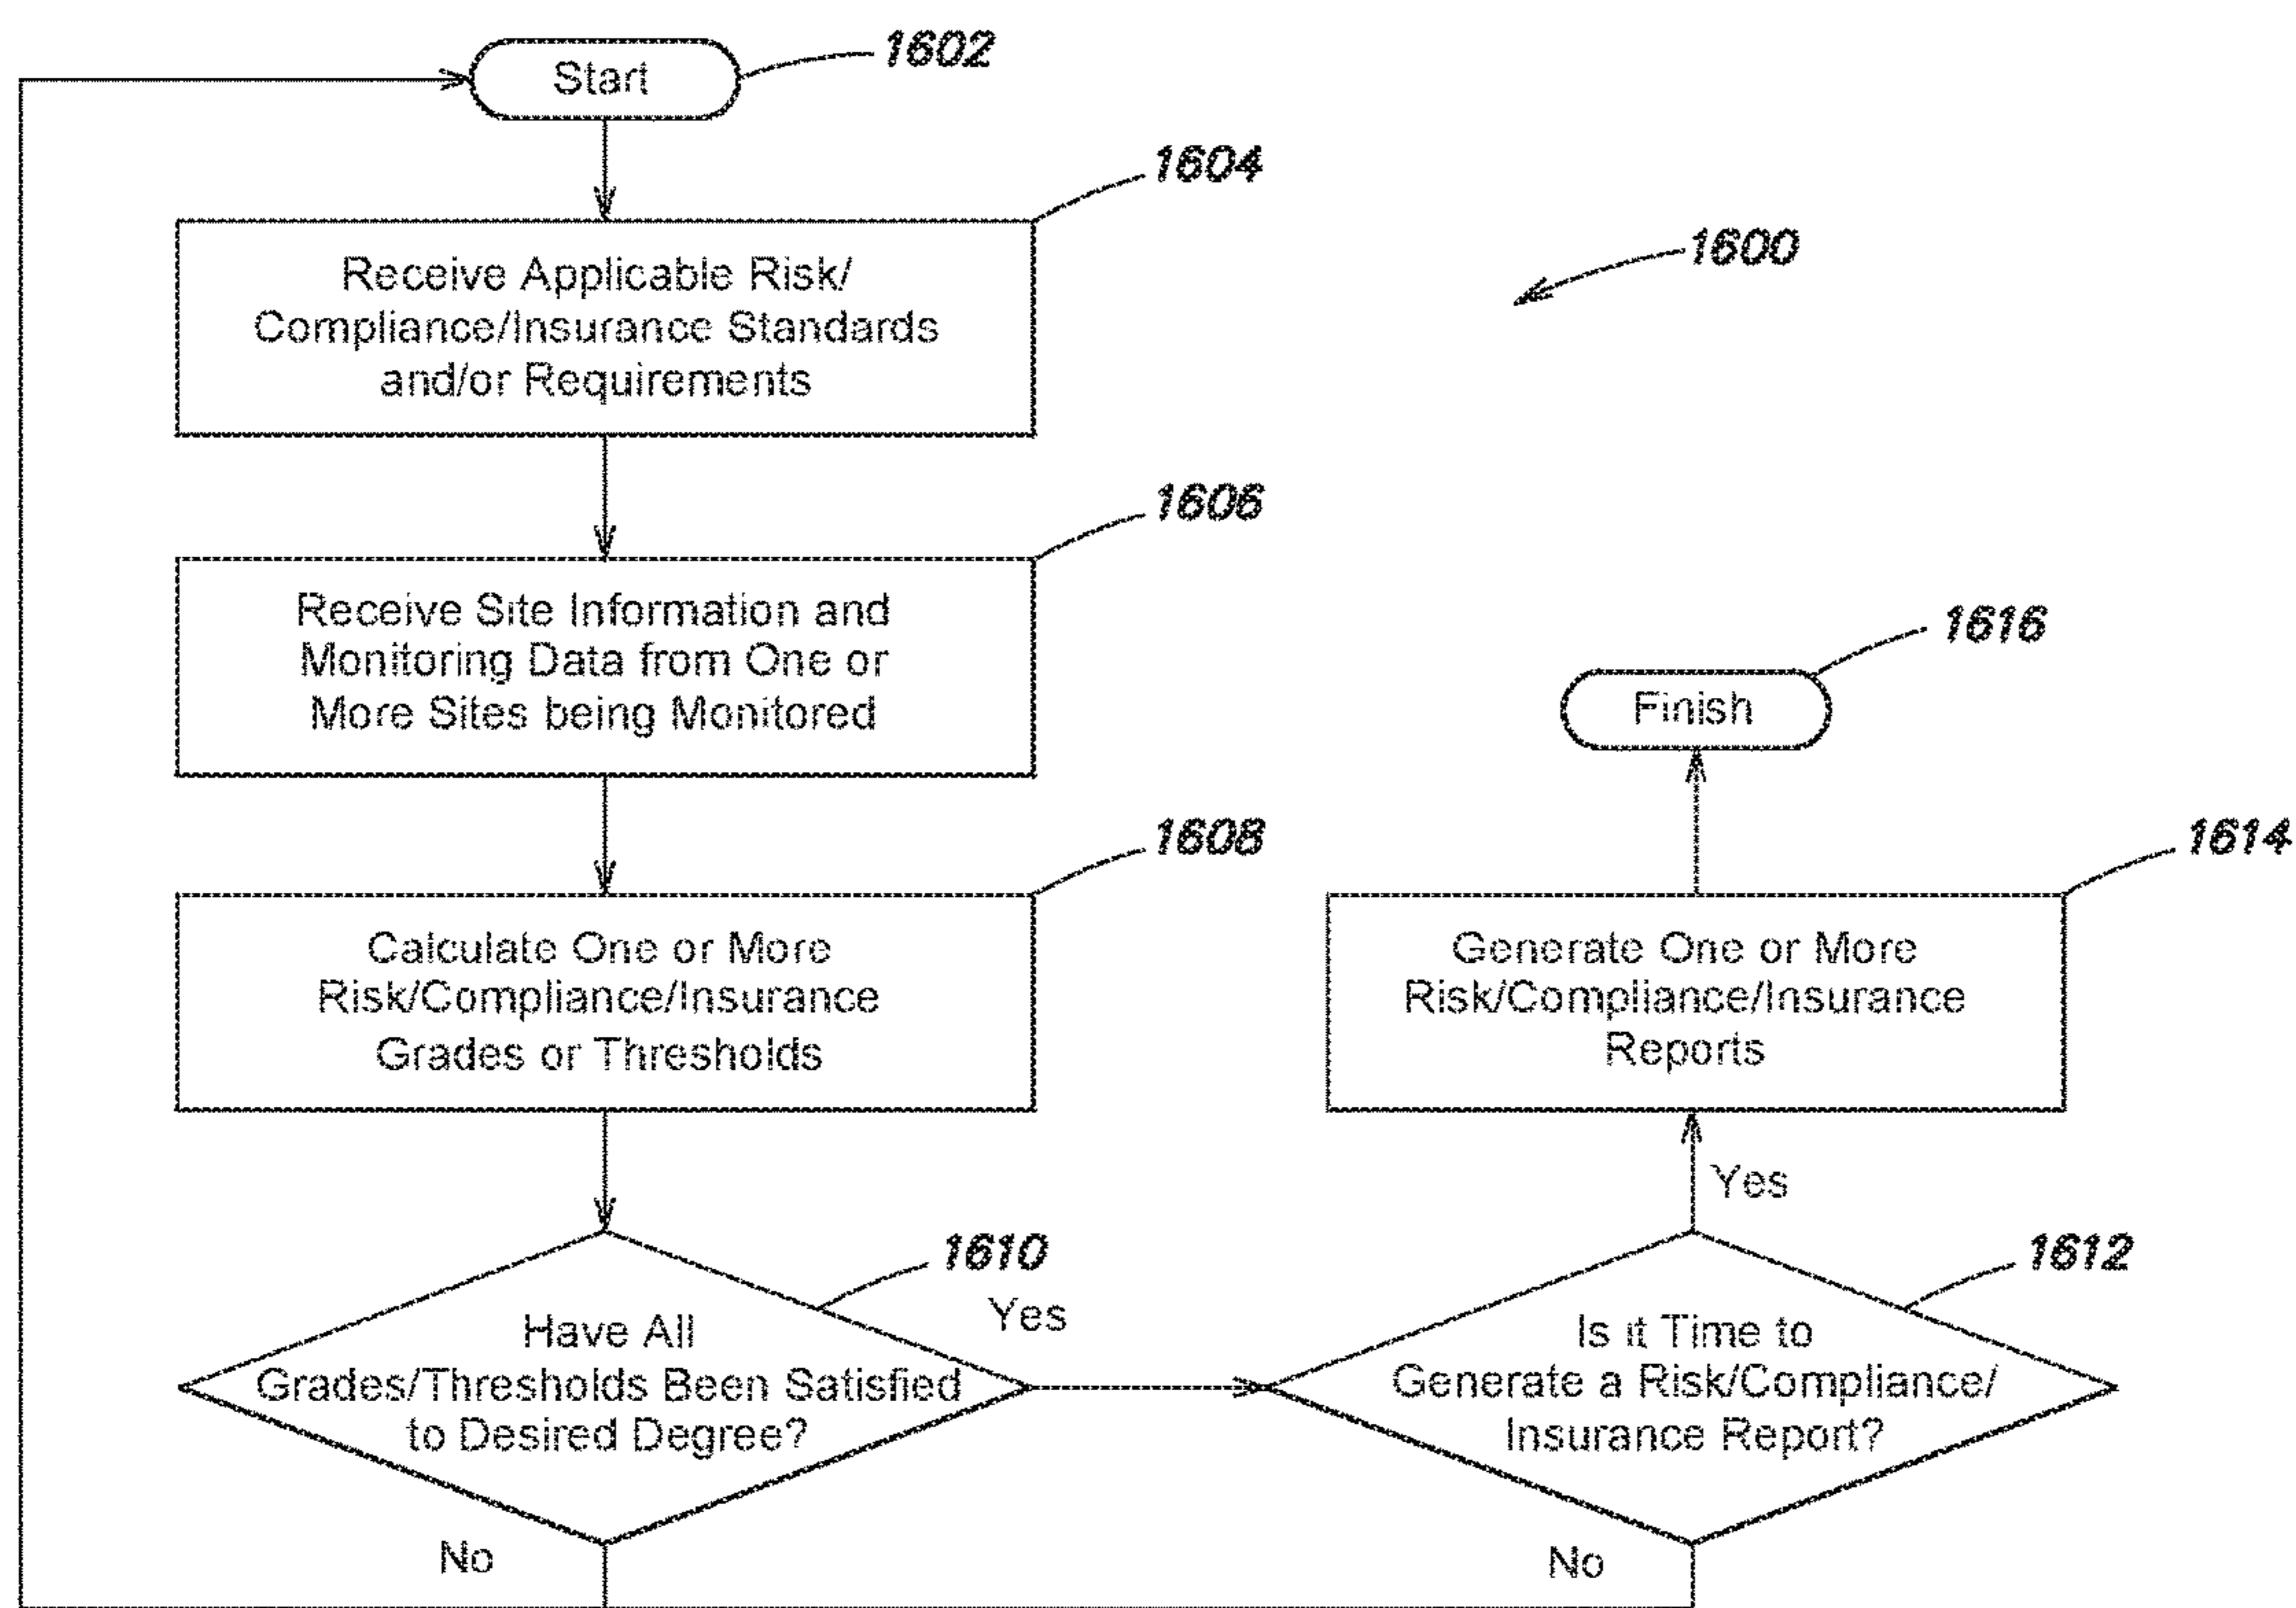 Start
1602
1604
Receive Applicable Risk/
Compliance/Insurance Standards
and/or Requirements
1600
1606
Receive Site Information and
Monitoring Data from One or
More Sites being Monitored
1616
Finish
1608
Calculate One or More
Risk/Compliance/Insurance
Grades or Thresholds
1614
Generate One or More
Risk/Compliance/Insurance
Reports
Yes
1610
Have All
Grades/Thresholds Been Satisfied
to Desired Degree?
Yes
1612
Is it Time to
Generate a Risk/Compliance/
Insurance Report?
No
No